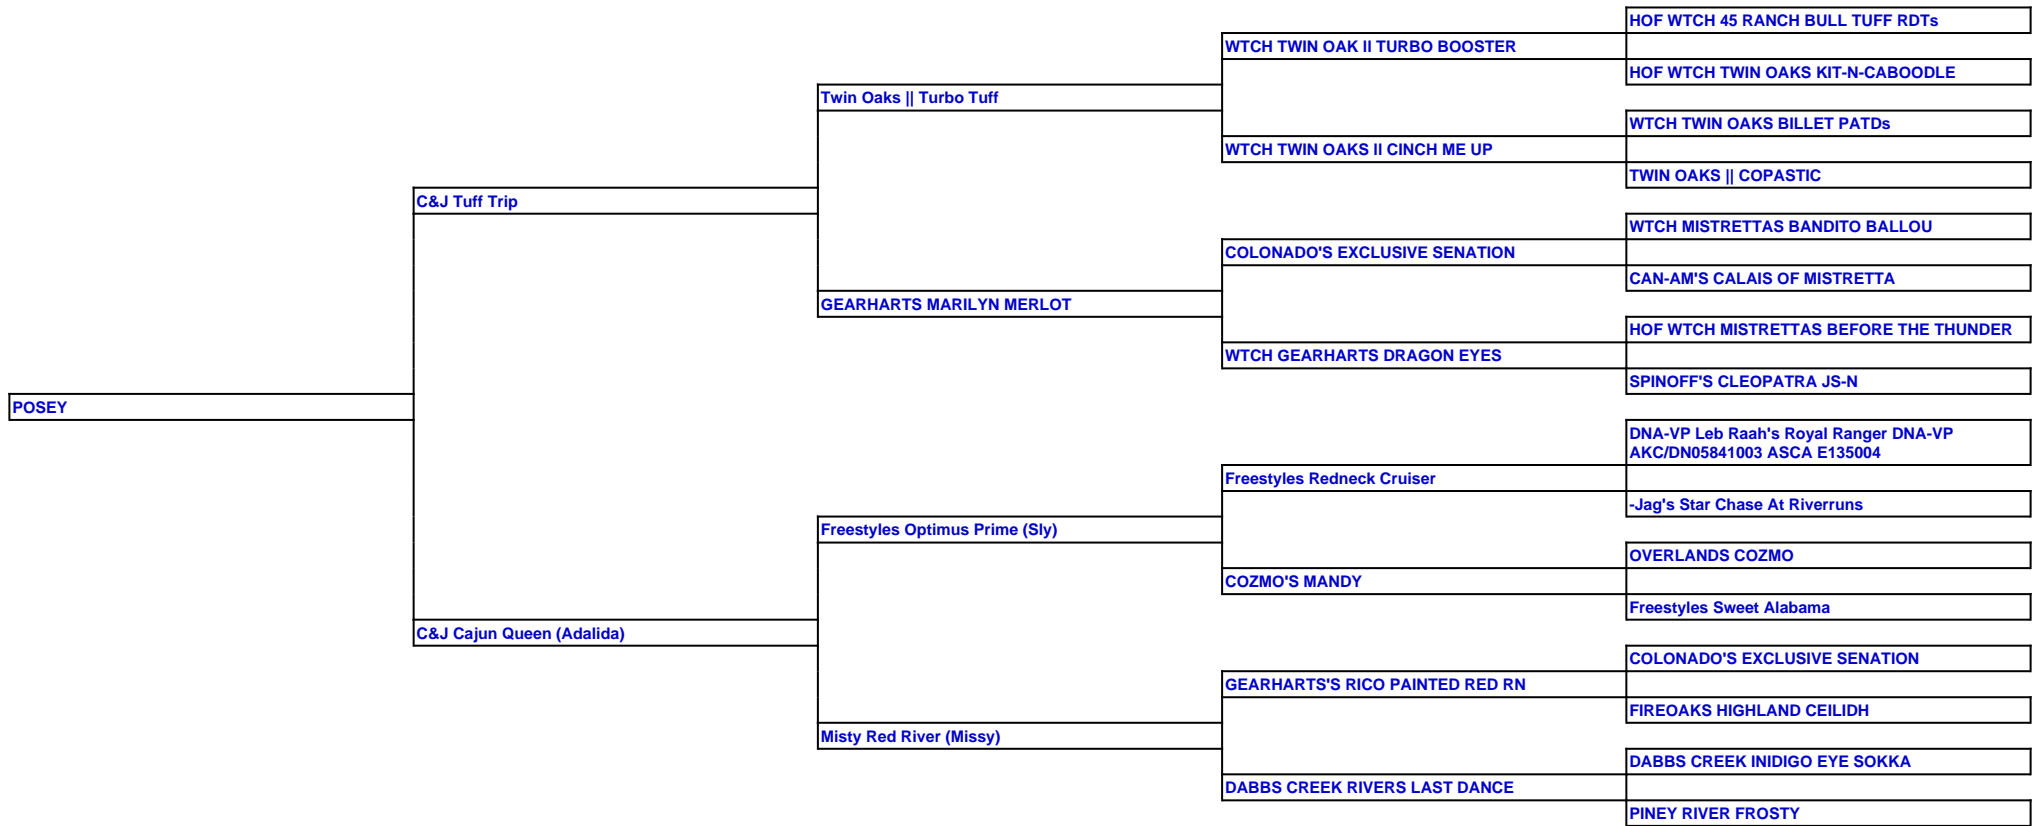 HOF WTCH 45 RANCH BULL TUFF RDTs
WTCH TWIN OAK II TURBO BOOSTER
HOF WTCH TWIN OAKS KIT-N-CABOODLE
Twin Oaks || Turbo Tuff
WTCH TWIN OAKS BILLET PATDs
WTCH TWIN OAKS II CINCH ME UP
TWIN OAKS || COPASTIC
C&J Tuff Trip
WTCH MISTRETTAS BANDITO BALLOU
COLONADO'S EXCLUSIVE SENATION
CAN-AM'S CALAIS OF MISTRETTA
GEARHARTS MARILYN MERLOT
HOF WTCH MISTRETTAS BEFORE THE THUNDER
WTCH GEARHARTS DRAGON EYES
SPINOFF'S CLEOPATRA JS-N
POSEY
DNA-VP Leb Raah's Royal Ranger DNA-VP
AKC/DN05841003 ASCA E135004
Freestyles Redneck Cruiser
-Jag's Star Chase At Riverruns
Freestyles Optimus Prime (Sly)
OVERLANDS COZMO
COZMO'S MANDY
Freestyles Sweet Alabama
C&J Cajun Queen (Adalida)
COLONADO'S EXCLUSIVE SENATION
GEARHARTS'S RICO PAINTED RED RN
FIREOAKS HIGHLAND CEILIDH
Misty Red River (Missy)
DABBS CREEK INIDIGO EYE SOKKA
DABBS CREEK RIVERS LAST DANCE
PINEY RIVER FROSTY